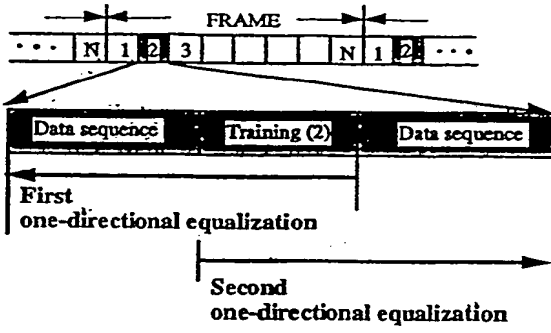 FRAME
··· N 1 2 3 N 1 2 ···
Data sequence Training (2) Data sequence
First
one-directional equalization
Second
one-directional equalization